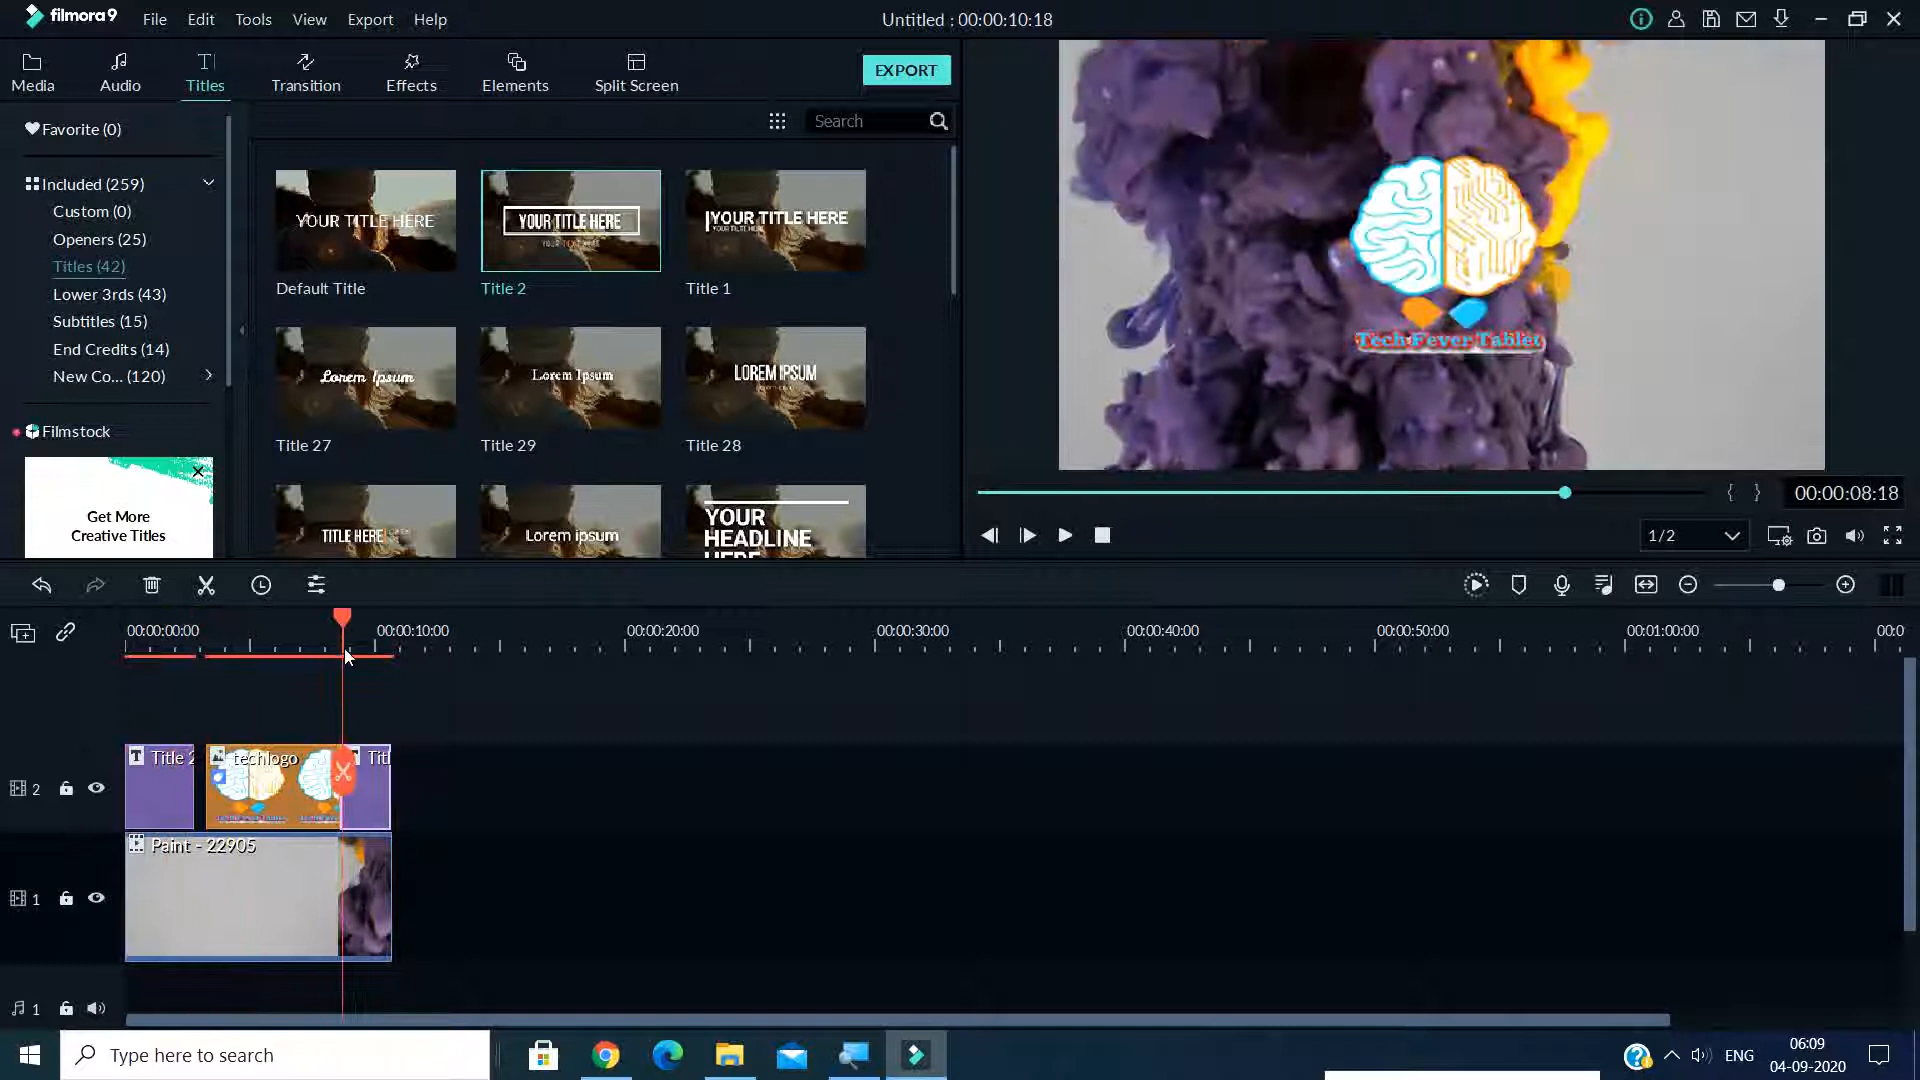 filmora9
File Edit Tools View Export Help
Untitled : 00:00:10:18
Media Audio Titles Transition Effects Elements Split Screen
EXPORT
Favorite (0)
Included (259)
Custom (0)
Openers (25)
Titles (42)
Lower 3rds (43)
Subtitles (15)
End Credits (14)
New Co... (120)
Filmstock
Get More
Creative Titles
Search
YOUR TITLE HERE
YOUR TITLE HERE
YOUR TITLE HERE
Default Title
Title 2
Title 1
Lorem Ipsum
Lorem Ipsum
LOREM IPSUM
Title 27
Title 29
Title 28
TITLE HERE
Lorem ipsum
YOUR
HEADLINE
HERE
Tech Fever Tablet
00:00:08:18
1/2
00:00:00:00 00:00:10:00 00:00:20:00 00:00:30:00 00:00:40:00 00:00:50:00 00:01:00:00 00:0
2
Title 2
techlogo
Titl
1
Paint - 22905
1
Type here to search
ENG
06:09
04-09-2020